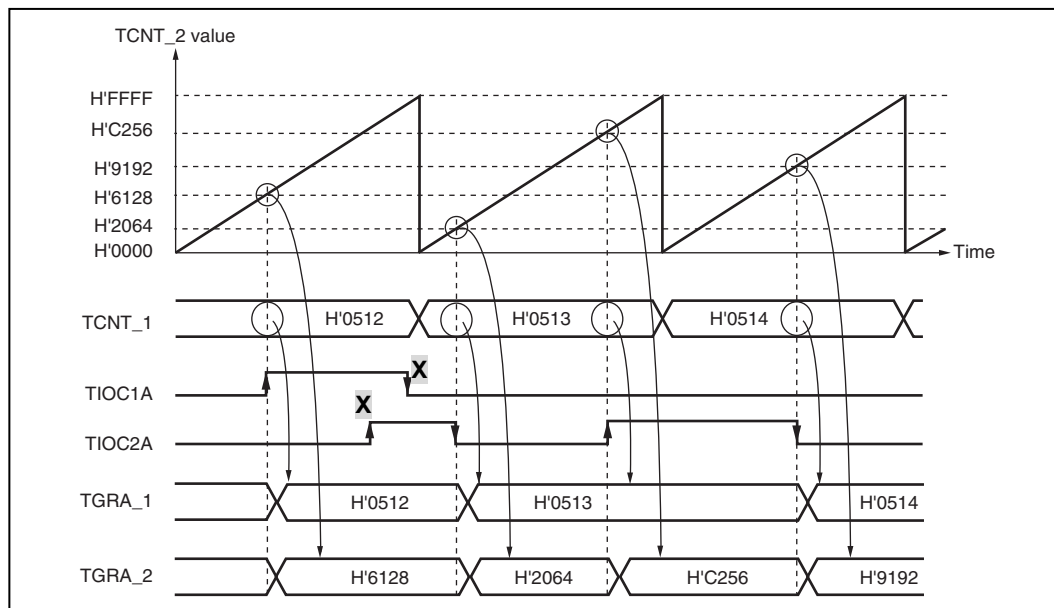 TCNT_2 value
H'FFFF
H'C256
H'9192
H'6128
H'2064
H'0000
Time
TCNT_1
H'0512
H'0513
H'0514
TIOC1A
X
X
TIOC2A
TGRA_1
H'0512
H'0513
H'0514
TGRA_2
H'6128
H'2064
H'C256
H'9192